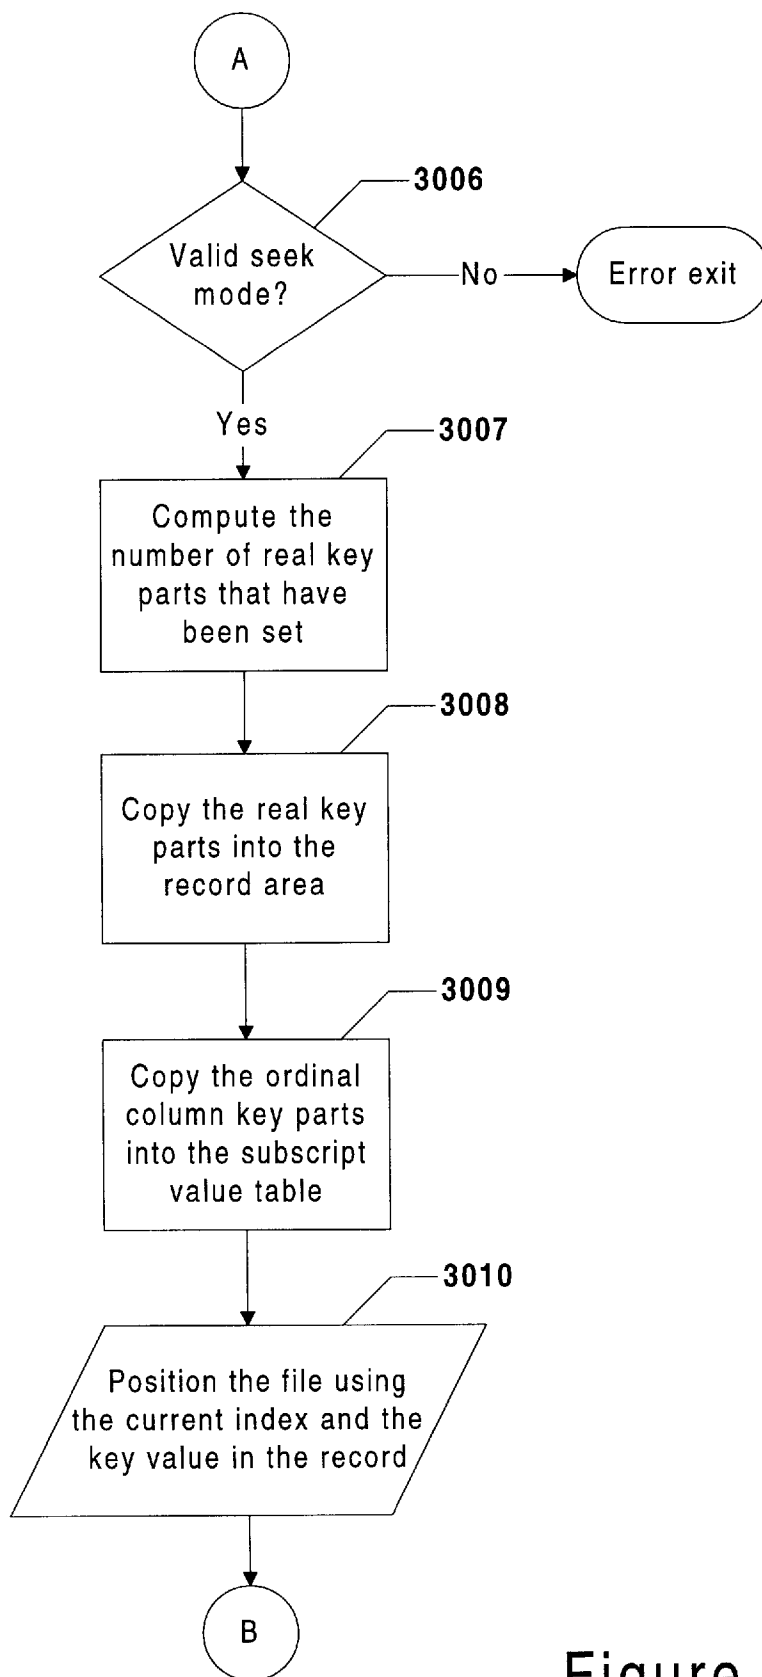 A
3006
Valid seek
mode?
No
Error exit
Yes
3007
Compute the
number of real key
parts that have
been set
3008
Copy the real key
parts into the
record area
3009
Copy the ordinal
column key parts
into the subscript
value table
3010
Position the file using
the current index and the
key value in the record
B
Figure